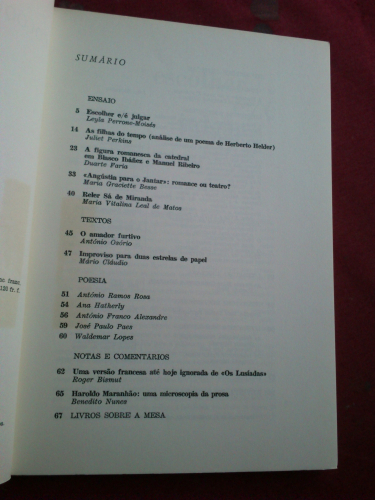 SUMÁRIO
ENSAIO
5 Escolher e/é julgar
Leyla Perrone-Moisés
14 As filhas do tempo (análise de um poema de Herberto Helder)
Juliet Perkins
23 A figura romanesca da catedral
em Blasco Ibáñez e Manuel Ribeiro
Duarte Faria
33 «Angústia para o Jantar»: romance ou teatro?
Maria Graciette Besse
40 Reler Sá de Miranda
Maria Vitalina Leal de Matos
TEXTOS
45 O amador furtivo
António Osório
47 Improviso para duas estrelas de papel
Mário Cláudio
POESIA
51 António Ramos Rosa
54 Ana Hatherly
56 António Franco Alexandre
59 José Paulo Paes
60 Waldemar Lopes
NOTAS E COMENTÁRIOS
62 Uma versão francesa até hoje ignorada de «Os Lusíadas»
Roger Bismut
65 Haroldo Maranhão: uma microscopia da prosa
Benedito Nunes
67 LIVROS SOBRE A MESA
130 fr. f.